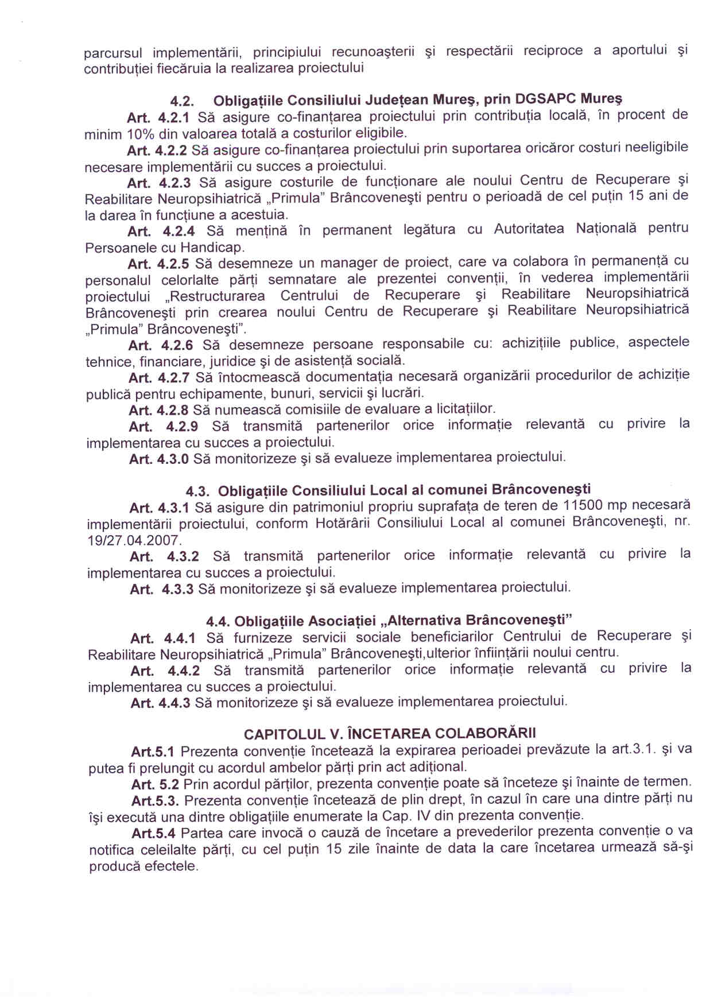 parcursul implementării, principiului recunoaşterii şi respectării reciproce a aportului şi
contribuţiei fiecăruia la realizarea proiectului
4.2. Obligaţiile Consiliului Judeţean Mureş, prin DGSAPC Mureş
Art. 4.2.1 Să asigure co-finanţarea proiectului prin contribuţia locală, în procent de
minim 10% din valoarea totală a costurilor eligibile.
Art. 4.2.2 Să asigure co-finanţarea proiectului prin suportarea oricăror costuri neeligibile
necesare implementării cu succes a proiectului.
Art. 4.2.3 Să asigure costurile de funcţionare ale noului Centru de Recuperare şi
Reabilitare Neuropsihiatrică „Primula” Brâncoveneşti pentru o perioadă de cel puţin 15 ani de
la darea în funcţiune a acestuia.
Art. 4.2.4 Să menţină în permanent legătura cu Autoritatea Naţională pentru
Persoanele cu Handicap.
Art. 4.2.5 Să desemneze un manager de proiect, care va colabora în permanenţă cu
personalul celorlalte părţi semnatare ale prezentei convenţii, în vederea implementării
proiectului „Restructurarea Centrului de Recuperare şi Reabilitare Neuropsihiatrică
Brâncoveneşti prin crearea noului Centru de Recuperare şi Reabilitare Neuropsihiatrică
„Primula” Brâncoveneşti”.
Art. 4.2.6 Să desemneze persoane responsabile cu: achiziţiile publice, aspectele
tehnice, financiare, juridice şi de asistenţă socială.
Art. 4.2.7 Să întocmească documentaţia necesară organizării procedurilor de achiziţie
publică pentru echipamente, bunuri, servicii şi lucrări.
Art. 4.2.8 Să numească comisiile de evaluare a licitaţiilor.
Art. 4.2.9 Să transmită partenerilor orice informaţie relevantă cu privire la
implementarea cu succes a proiectului.
Art. 4.3.0 Să monitorizeze şi să evalueze implementarea proiectului.
4.3. Obligaţiile Consiliului Local al comunei Brâncoveneşti
Art. 4.3.1 Să asigure din patrimoniul propriu suprafaţa de teren de 11500 mp necesară
implementării proiectului, conform Hotărârii Consiliului Local al comunei Brâncoveneşti, nr.
19/27.04.2007.
Art. 4.3.2 Să transmită partenerilor orice informaţie relevantă cu privire la
implementarea cu succes a proiectului.
Art. 4.3.3 Să monitorizeze şi să evalueze implementarea proiectului.
4.4. Obligaţiile Asociaţiei „Alternativa Brâncoveneşti”
Art. 4.4.1 Să furnizeze servicii sociale beneficiarilor Centrului de Recuperare şi
Reabilitare Neuropsihiatrică „Primula” Brâncoveneşti,ulterior înfiinţării noului centru.
Art. 4.4.2 Să transmită partenerilor orice informaţie relevantă cu privire la
implementarea cu succes a proiectului.
Art. 4.4.3 Să monitorizeze şi să evalueze implementarea proiectului.
CAPITOLUL V. ÎNCETAREA COLABORĂRII
Art.5.1 Prezenta convenţie încetează la expirarea perioadei prevăzute la art.3.1. şi va
putea fi prelungit cu acordul ambelor părţi prin act adiţional.
Art. 5.2 Prin acordul părţilor, prezenta convenţie poate să înceteze şi înainte de termen.
Art.5.3. Prezenta convenţie încetează de plin drept, în cazul în care una dintre părţi nu
îşi execută una dintre obligaţiile enumerate la Cap. IV din prezenta convenţie.
Art.5.4 Partea care invocă o cauză de încetare a prevederilor prezenta convenţie o va
notifica celeilalte părţi, cu cel puţin 15 zile înainte de data la care încetarea urmează să-şi
producă efectele.